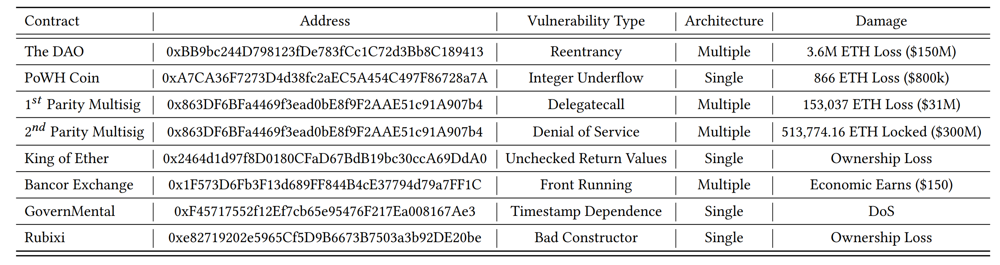 Contract Address Vulnerability Type Architecture Damage
The DAO 0xBB9bc244D798123fDe783fCc1C72d3Bb8C189413 Reentrancy Multiple 3.6M ETH Loss ($150M)
PoWH Coin 0xA7CA36F7273D4d38fc2aEC5A454C497F86728a7A Integer Underflow Single 866 ETH Loss ($800k)
1st Parity Multisig 0x863DF6BFa4469f3ead0bE8f9F2AAE51c91A907b4 Delegatecall Multiple 153,037 ETH Loss ($31M)
2nd Parity Multisig 0x863DF6BFa4469f3ead0bE8f9F2AAE51c91A907b4 Denial of Service Multiple 513,774.16 ETH Locked ($300M)
King of Ether 0x2464d1d97f8D0180CFaD67BdB19bc30ccA69DdA0 Unchecked Return Values Single Ownership Loss
Bancor Exchange 0x1F573D6Fb3F13d689FF844B4cE37794d79a7FF1C Front Running Multiple Economic Earns ($150)
GovernMental 0xF45717552f12Ef7cb65e95476F217Ea008167Ae3 Timestamp Dependence Single DoS
Rubixi 0xe82719202e5965Cf5D9B6673B7503a3b92DE20be Bad Constructor Single Ownership Loss